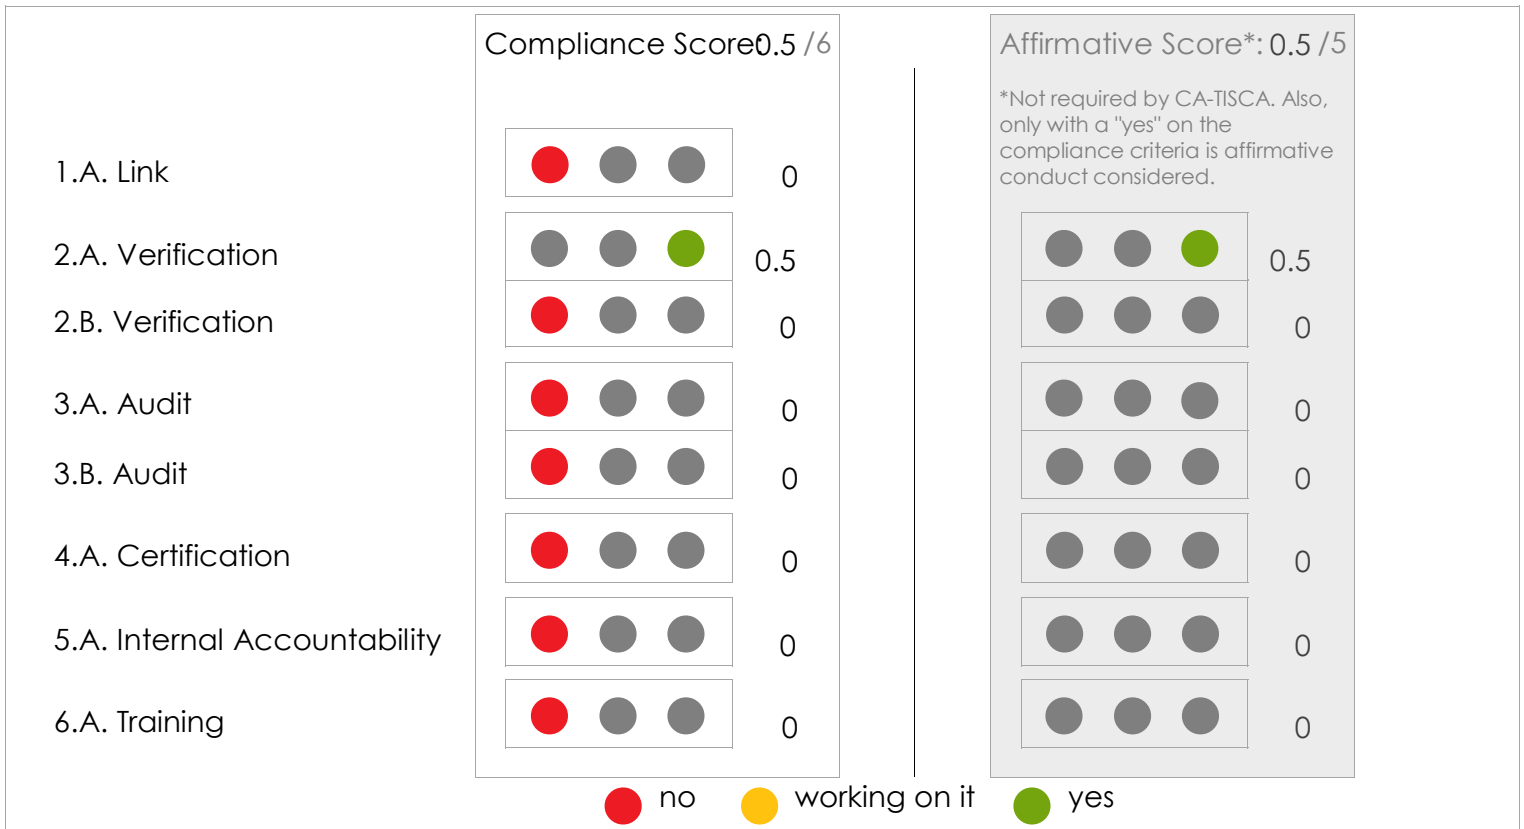 Compliance Score: 0.5 /6
Affirmative Score*: 0.5 /5
*Not required by CA-TISCA. Also,
only with a "yes" on the
compliance criteria is affirmative
conduct considered.
1.A. Link 0
2.A. Verification 0.5 0.5
2.B. Verification 0 0
3.A. Audit 0 0
3.B. Audit 0 0
4.A. Certification 0 0
5.A. Internal Accountability 0 0
6.A. Training 0 0
no working on it yes